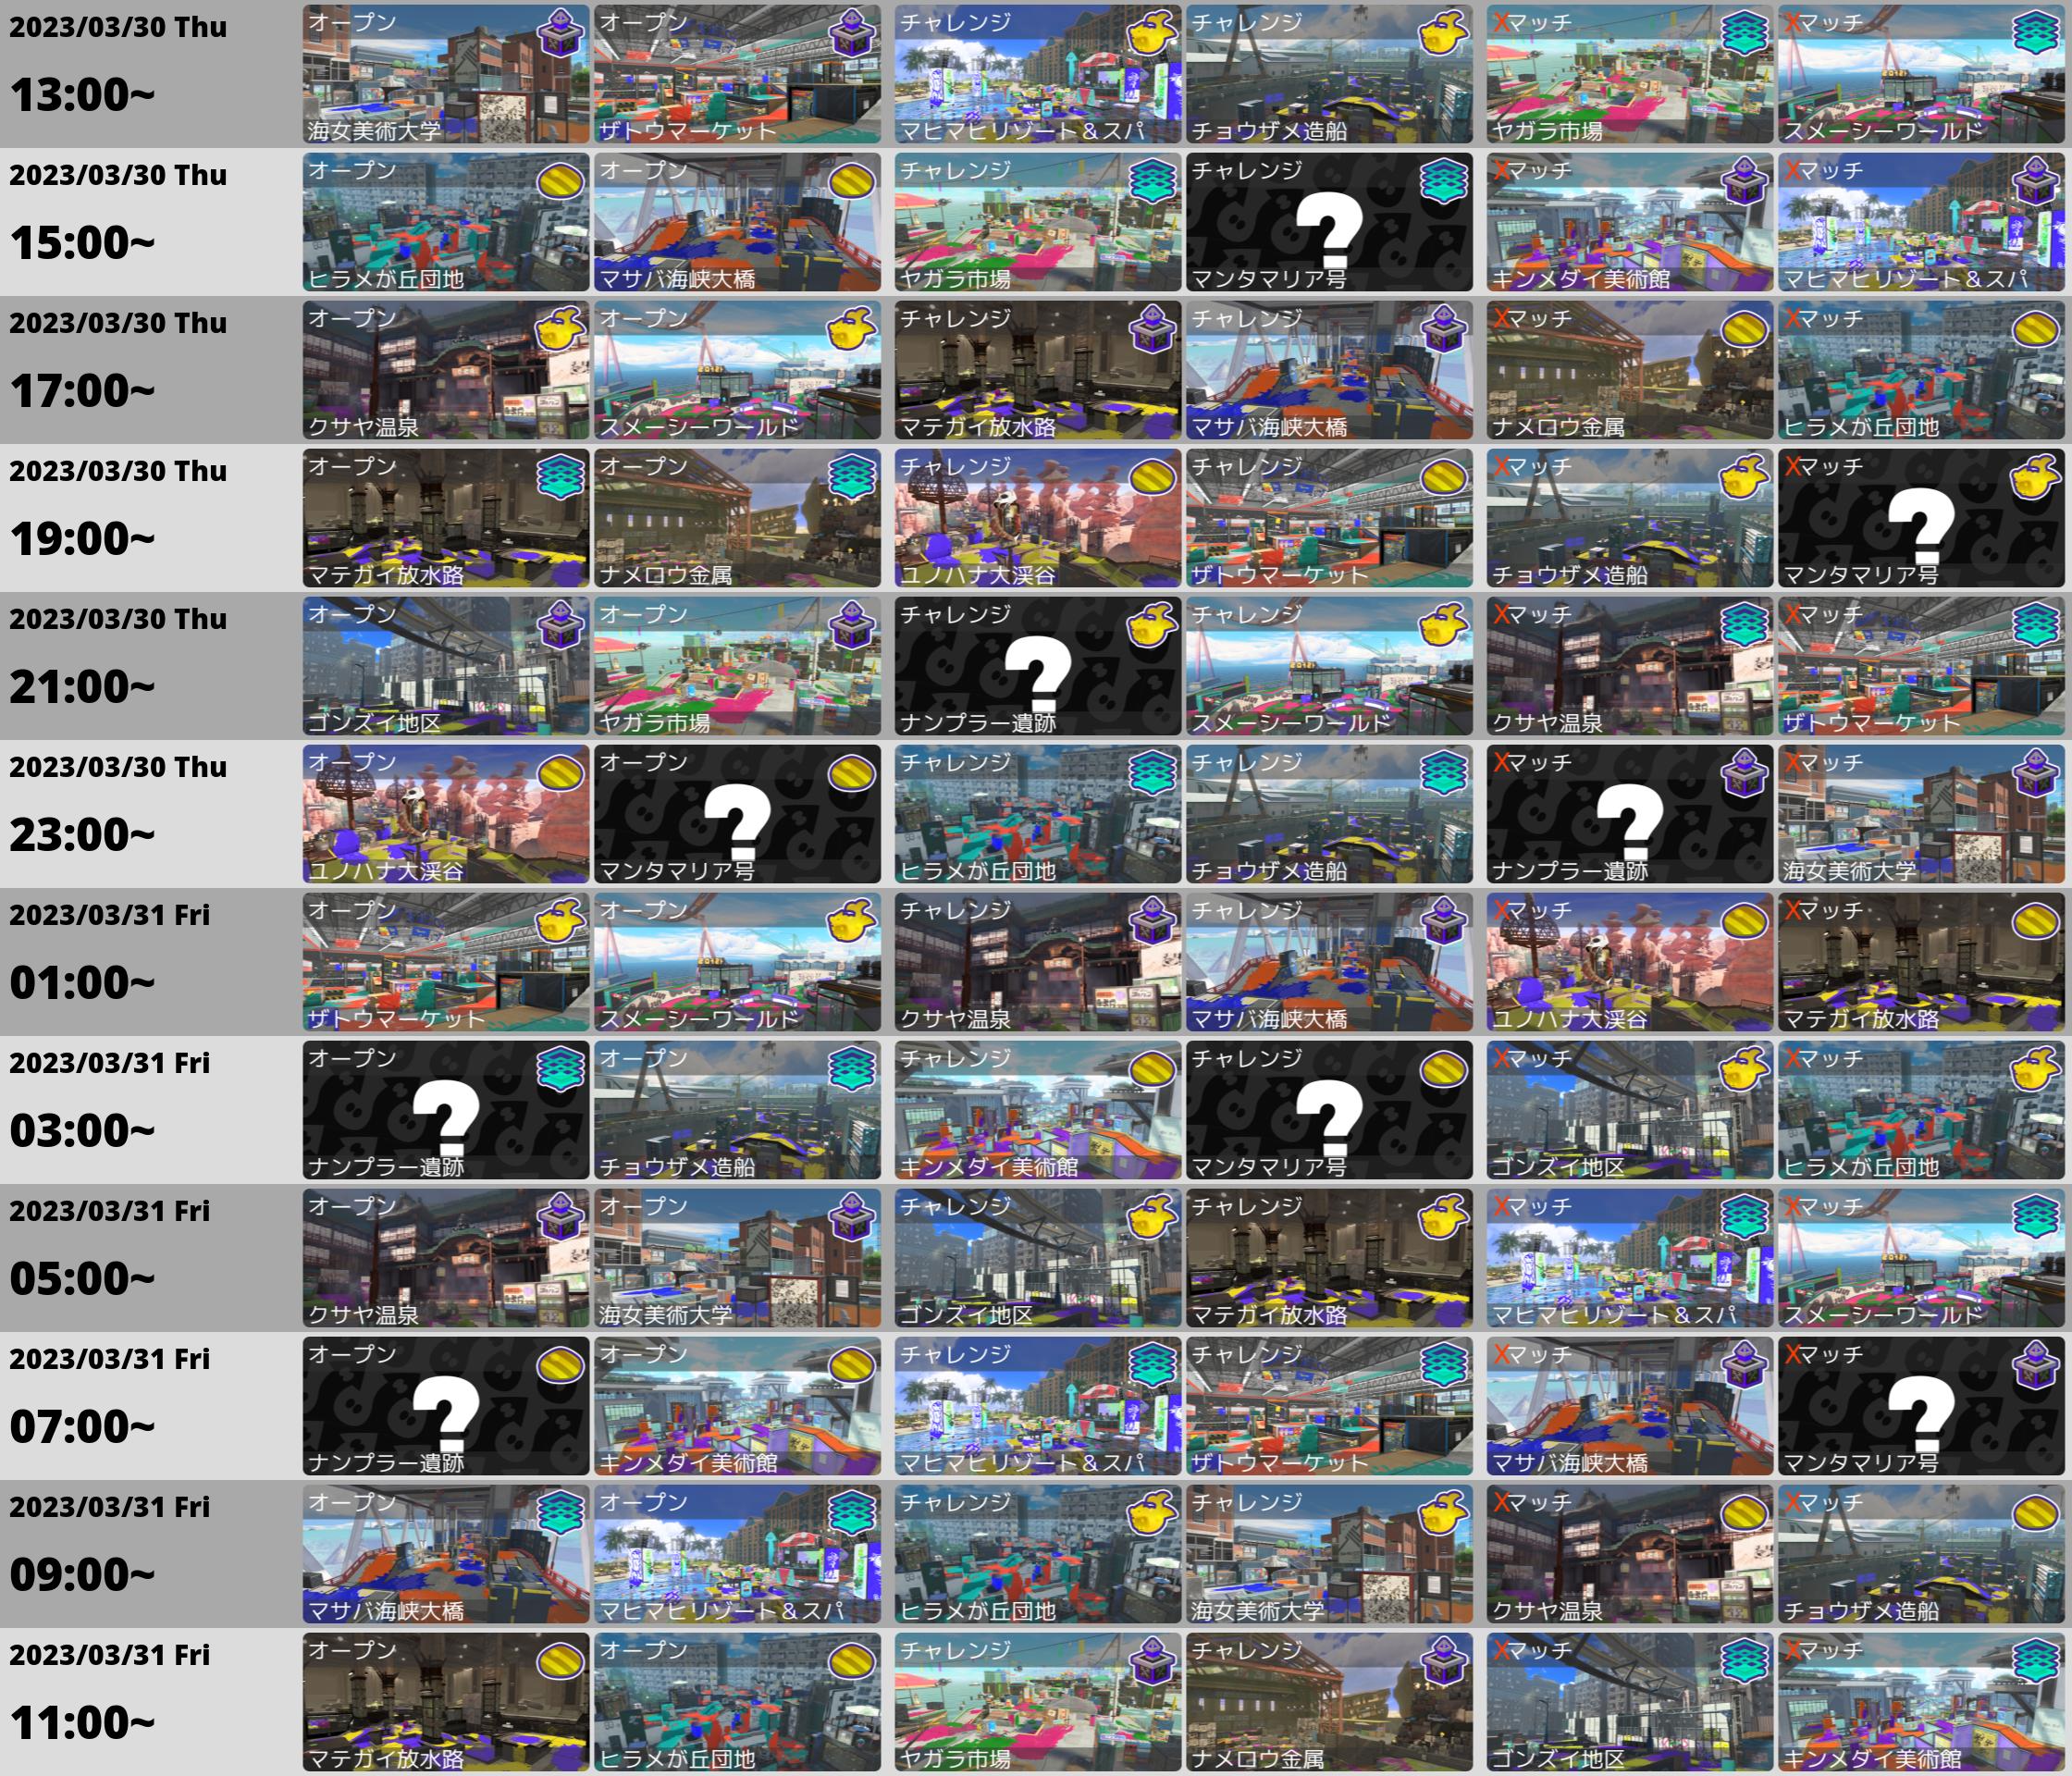 2023/03/30 Thu
13:00~
オープン オープン チャレンジ チャレンジ Xマッチ Xマッチ
海女美術大学 ザトウマーケット マヒマヒリゾート&スパ チョウザメ造船 ヤガラ市場 スメーシーワールド
2023/03/30 Thu
15:00~
オープン オープン チャレンジ チャレンジ Xマッチ Xマッチ
?
ヒラメが丘団地 マサバ海峡大橋 ヤガラ市場 マンタマリア号 キンメダイ美術館 マヒマヒリゾート&スパ
2023/03/30 Thu
17:00~
オープン オープン チャレンジ チャレンジ Xマッチ Xマッチ
クサヤ温泉 スメーシーワールド マテガイ放水路 マサバ海峡大橋 ナメロウ金属 ヒラメが丘団地
2023/03/30 Thu
19:00~
オープン オープン チャレンジ チャレンジ Xマッチ Xマッチ
?
マテガイ放水路 ナメロウ金属 ユノハナ大渓谷 ザトウマーケット チョウザメ造船 マンタマリア号
2023/03/30 Thu
21:00~
オープン オープン チャレンジ チャレンジ Xマッチ Xマッチ
?
ゴンズイ地区 ヤガラ市場 ナンプラー遺跡 スメーシーワールド クサヤ温泉 ザトウマーケット
2023/03/30 Thu
23:00~
オープン オープン チャレンジ チャレンジ Xマッチ Xマッチ
? ?
ユノハナ大渓谷 マンタマリア号 ヒラメが丘団地 チョウザメ造船 ナンプラー遺跡 海女美術大学
2023/03/31 Fri
01:00~
オープン オープン チャレンジ チャレンジ Xマッチ Xマッチ
ザトウマーケット スメーシーワールド クサヤ温泉 マサバ海峡大橋 ユノハナ大渓谷 マテガイ放水路
2023/03/31 Fri
03:00~
オープン オープン チャレンジ チャレンジ Xマッチ Xマッチ
? ?
ナンプラー遺跡 チョウザメ造船 キンメダイ美術館 マンタマリア号 ゴンズイ地区 ヒラメが丘団地
2023/03/31 Fri
05:00~
オープン オープン チャレンジ チャレンジ Xマッチ Xマッチ
クサヤ温泉 海女美術大学 ゴンズイ地区 マテガイ放水路 マヒマヒリゾート&スパ スメーシーワールド
2023/03/31 Fri
07:00~
オープン オープン チャレンジ チャレンジ Xマッチ Xマッチ
? ?
ナンプラー遺跡 キンメダイ美術館 マヒマヒリゾート&スパ ザトウマーケット マサバ海峡大橋 マンタマリア号
2023/03/31 Fri
09:00~
オープン オープン チャレンジ チャレンジ Xマッチ Xマッチ
マサバ海峡大橋 マヒマヒリゾート&スパ ヒラメが丘団地 海女美術大学 クサヤ温泉 チョウザメ造船
2023/03/31 Fri
11:00~
オープン オープン チャレンジ チャレンジ Xマッチ Xマッチ
マテガイ放水路 ヒラメが丘団地 ヤガラ市場 ナメロウ金属 ゴンズイ地区 キンメダイ美術館